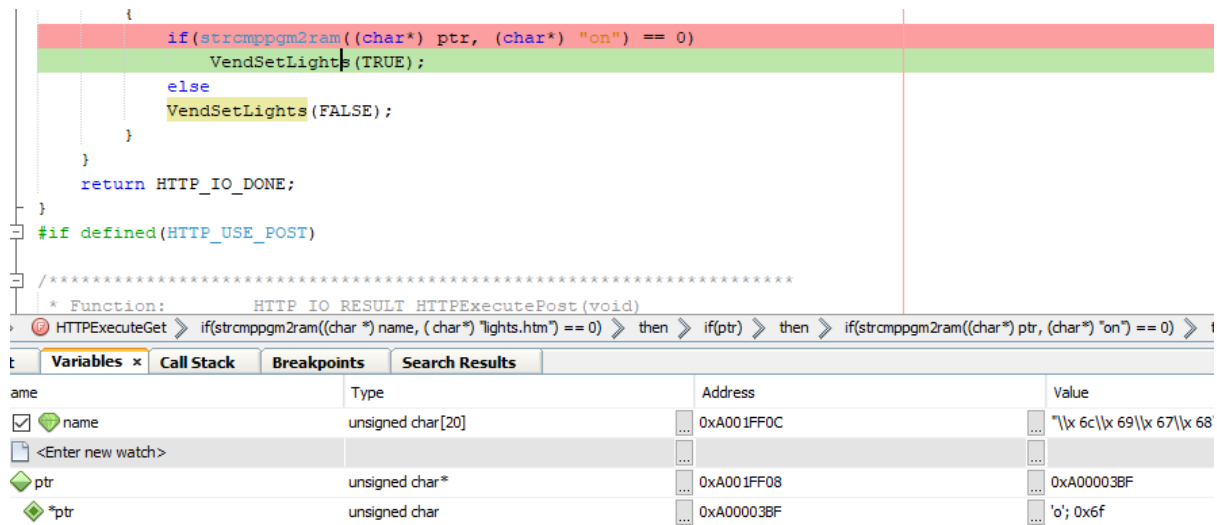 {
if(strcmppgm2ram((char*) ptr, (char*) "on") == 0)
VendSetLights(TRUE);
else
VendSetLights(FALSE);
}
}
return HTTP_IO_DONE;
}
#if defined(HTTP_USE_POST)
/*********************************************************************
* Function: HTTP_IO_RESULT HTTPExecutePost(void)
HTTPExecuteGet if(strcmppgm2ram((char *) name, ( char*) "lights.htm") == 0) then if(ptr) then if(strcmppgm2ram((char*) ptr, (char*) "on") == 0)
Variables × Call Stack Breakpoints Search Results
ame Type Address Value
name unsigned char[20] ... 0xA001FF0C ... "\\x 6c\\x 69\\x 67\\x 68
<Enter new watch> ... ...
ptr unsigned char* ... 0xA001FF08 ... 0xA00003BF
*ptr unsigned char ... 0xA00003BF ... 'o'; 0x6f